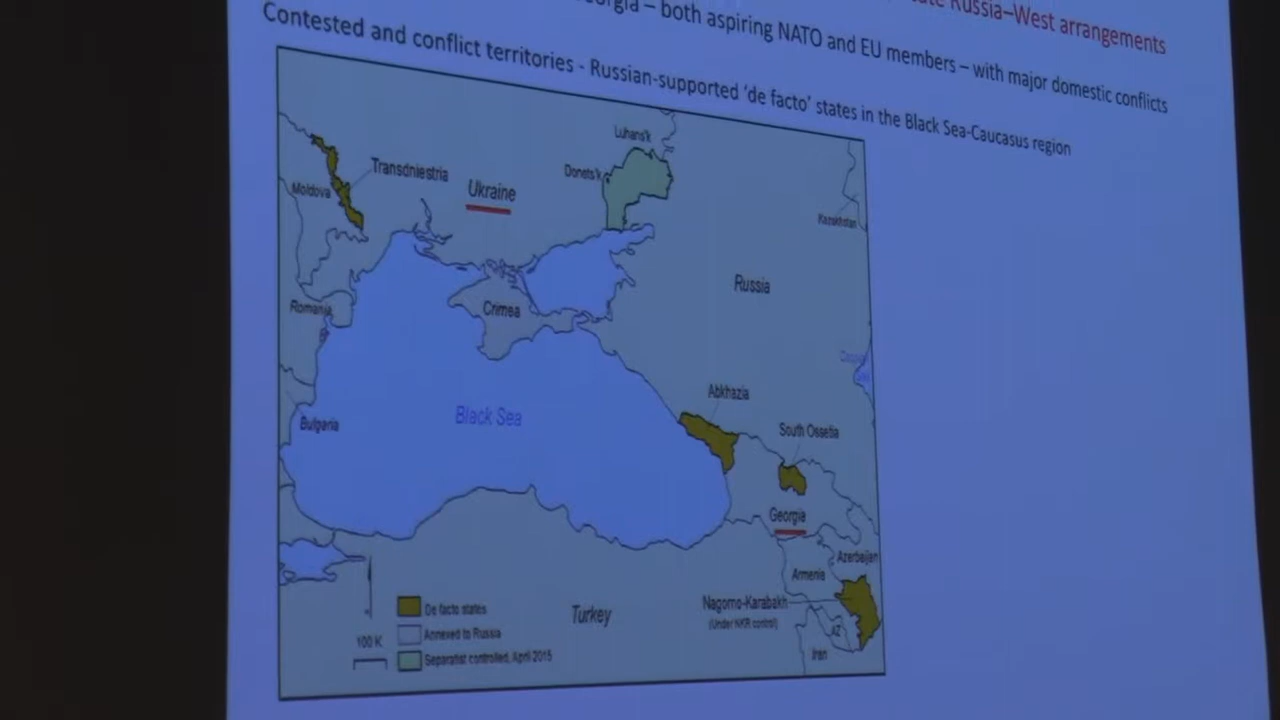 Russia–West arrangements
– both aspiring NATO and EU members – with major domestic conflicts
Contested and conflict territories - Russian-supported 'de facto' states in the Black Sea-Caucasus region
Luhans'k
Donets'k
Transdniestria
Ukraine
Moldova
Kazakhstan
Russia
Romania
Crimea
Abkhazia
Black Sea
Bulgaria
South Ossetia
Georgia
Azerbaijan
Armenia
Nagorno-Karabakh
(Under NKR control)
Turkey
AZ
Iran
De facto states
Annexed to Russia
Separatist controlled, April 2015
100 K